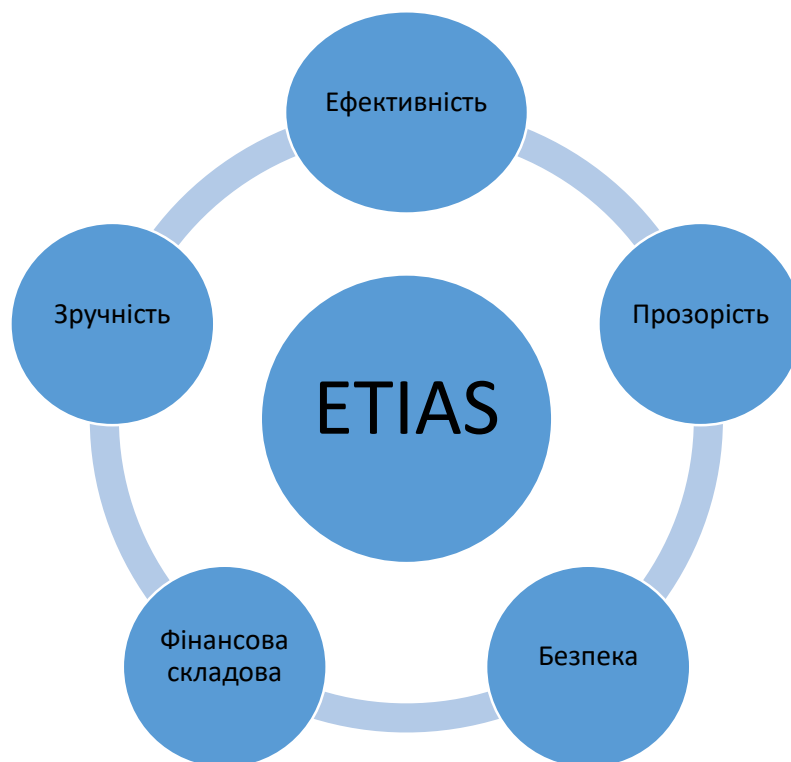 Ефективність
Зручність
Прозорість
ETIAS
Фінансова
складова
Безпека